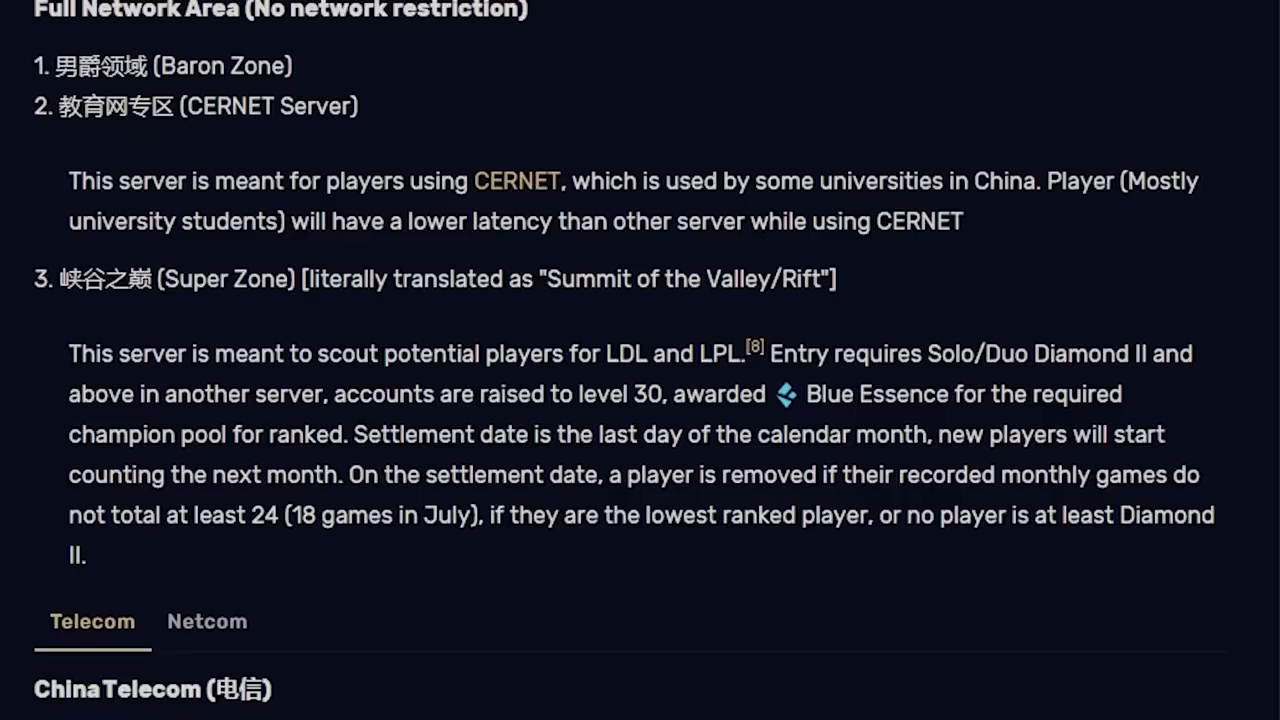 Full Network Area (No network restriction)
1. 男爵领域 (Baron Zone)
2. 教育网专区 (CERNET Server)
This server is meant for players using CERNET, which is used by some universities in China. Player (Mostly
university students) will have a lower latency than other server while using CERNET
3. 峡谷之巅 (Super Zone) [literally translated as "Summit of the Valley/Rift"]
This server is meant to scout potential players for LDL and LPL.[8] Entry requires Solo/Duo Diamond II and
above in another server, accounts are raised to level 30, awarded Blue Essence for the required
champion pool for ranked. Settlement date is the last day of the calendar month, new players will start
counting the next month. On the settlement date, a player is removed if their recorded monthly games do
not total at least 24 (18 games in July), if they are the lowest ranked player, or no player is at least Diamond
II.
Telecom Netcom
China Telecom (电信)